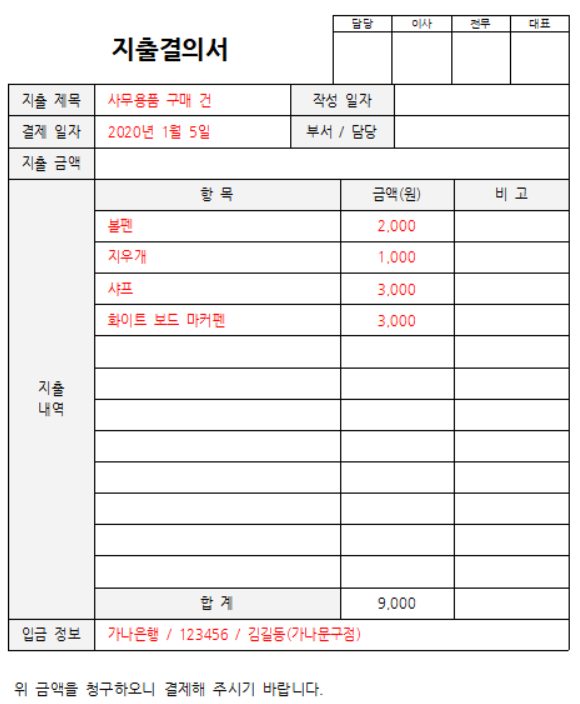 담당 이사 전무 대표
지출결의서
지출 제목 사무용품 구매 건 작성 일자
결제 일자 2020년 1월 5일 부서 / 담당
지출 금액
항 목 금액(원) 비 고
볼펜 2,000
지우개 1,000
샤프 3,000
화이트 보드 마커펜 3,000
지출
내역
합 계 9,000
입금 정보 가나은행 / 123456 / 김길동(가나문구점)
위 금액을 청구하오니 결제해 주시기 바랍니다.